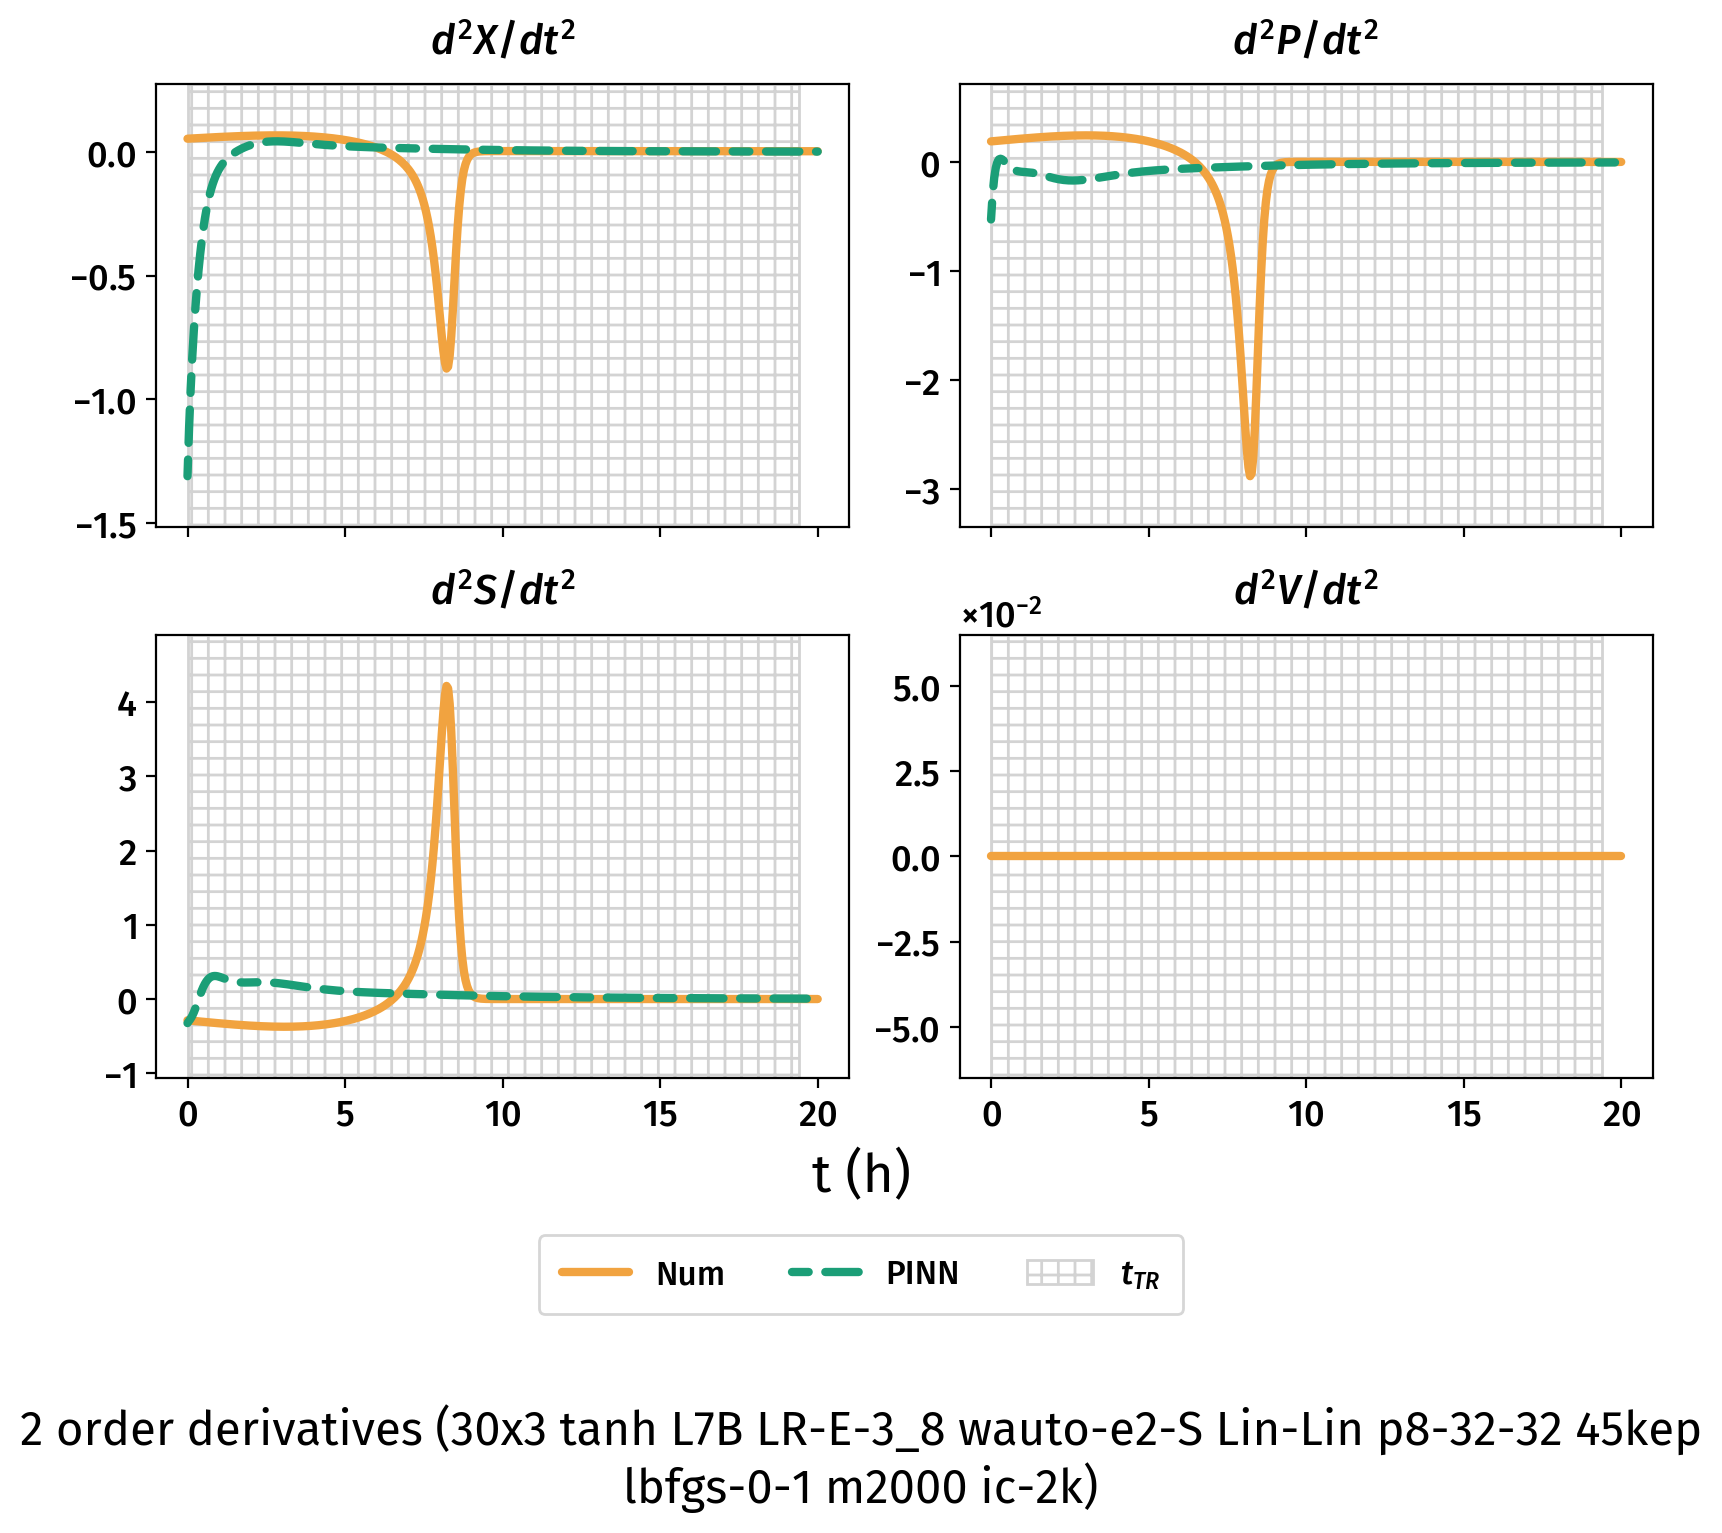 d²X/dt²
d²P/dt²
0.0
−0.5
−1.0
−1.5
0
−1
−2
−3
d²S/dt²
d²V/dt²
×10⁻²
4
3
2
1
0
−1
5.0
2.5
0.0
−2.5
−5.0
0 5 10 15 20
0 5 10 15 20
t (h)
Num PINN t_TR
2 order derivatives (30x3 tanh L7B LR-E-3_8 wauto-e2-S Lin-Lin p8-32-32 45kep
lbfgs-0-1 m2000 ic-2k)